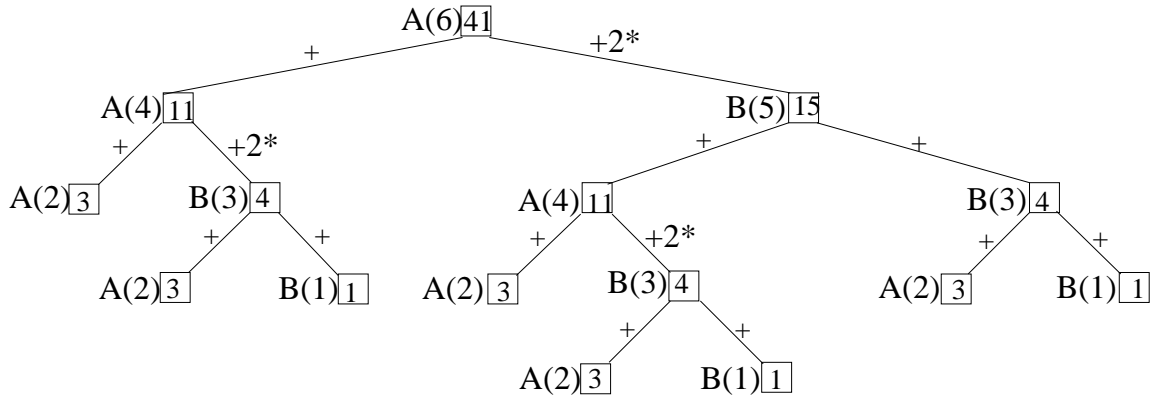 A(6) 41
+ +2*
A(4) 11 B(5) 15
+ +2* + +
A(2) 3 B(3) 4 A(4) 11 B(3) 4
+ + + +2* + +
A(2) 3 B(1) 1 A(2) 3 B(3) 4 A(2) 3 B(1) 1
+ +
A(2) 3 B(1) 1